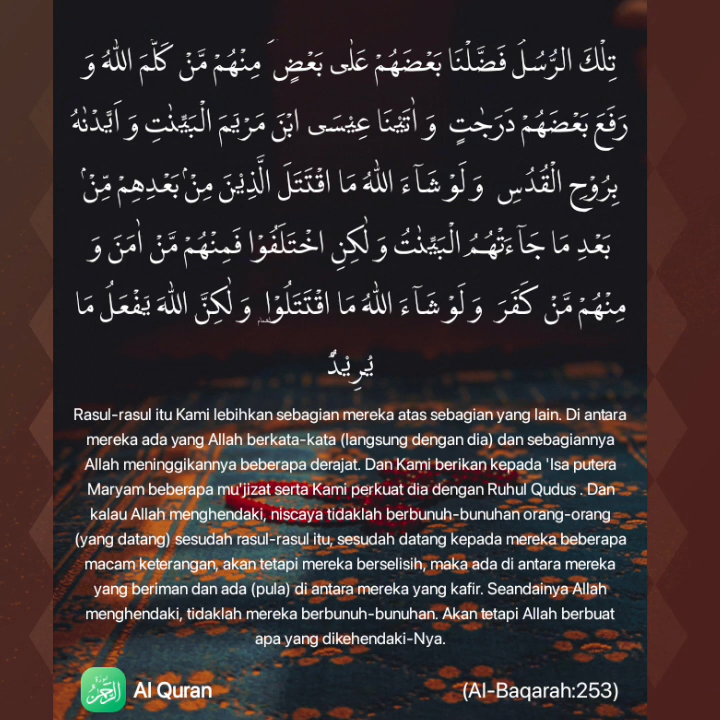 تِلْكَ الرُّسُلُ فَضَّلْنَا بَعْضَهُمْ عَلٰى بَعْضٍ ۘ مِنْهُمْ مَّنْ كَلَّمَ اللّٰهُ وَ
رَفَعَ بَعْضَهُمْ دَرَجٰتٍ وَ اٰتَيْنَا عِيْسَى ابْنَ مَرْيَمَ الْبَيِّنٰتِ وَ اَيَّدْنٰهُ
بِرُوْحِ الْقُدُسِ وَ لَوْ شَآءَ اللّٰهُ مَا اقْتَتَلَ الَّذِيْنَ مِنْۢ بَعْدِهِمْ مِّنْۢ
بَعْدِ مَا جَآءَتْهُمُ الْبَيِّنٰتُ وَ لٰكِنِ اخْتَلَفُوْا فَمِنْهُمْ مَّنْ اٰمَنَ وَ
مِنْهُمْ مَّنْ كَفَرَ وَ لَوْ شَآءَ اللّٰهُ مَا اقْتَتَلُوْا وَ لٰكِنَّ اللّٰهَ يَفْعَلُ مَا
يُرِيْدُ
Rasul-rasul itu Kami lebihkan sebagian mereka atas sebagian yang lain. Di antara
mereka ada yang Allah berkata-kata (langsung dengan dia) dan sebagiannya
Allah meninggikannya beberapa derajat. Dan Kami berikan kepada 'Isa putera
Maryam beberapa mu'jizat serta Kami perkuat dia dengan Ruhul Qudus . Dan
kalau Allah menghendaki, niscaya tidaklah berbunuh-bunuhan orang-orang
(yang datang) sesudah rasul-rasul itu, sesudah datang kepada mereka beberapa
macam keterangan, akan tetapi mereka berselisih, maka ada di antara mereka
yang beriman dan ada (pula) di antara mereka yang kafir. Seandainya Allah
menghendaki, tidaklah mereka berbunuh-bunuhan. Akan tetapi Allah berbuat
apa yang dikehendaki-Nya.
Al Quran (Al-Baqarah:253)